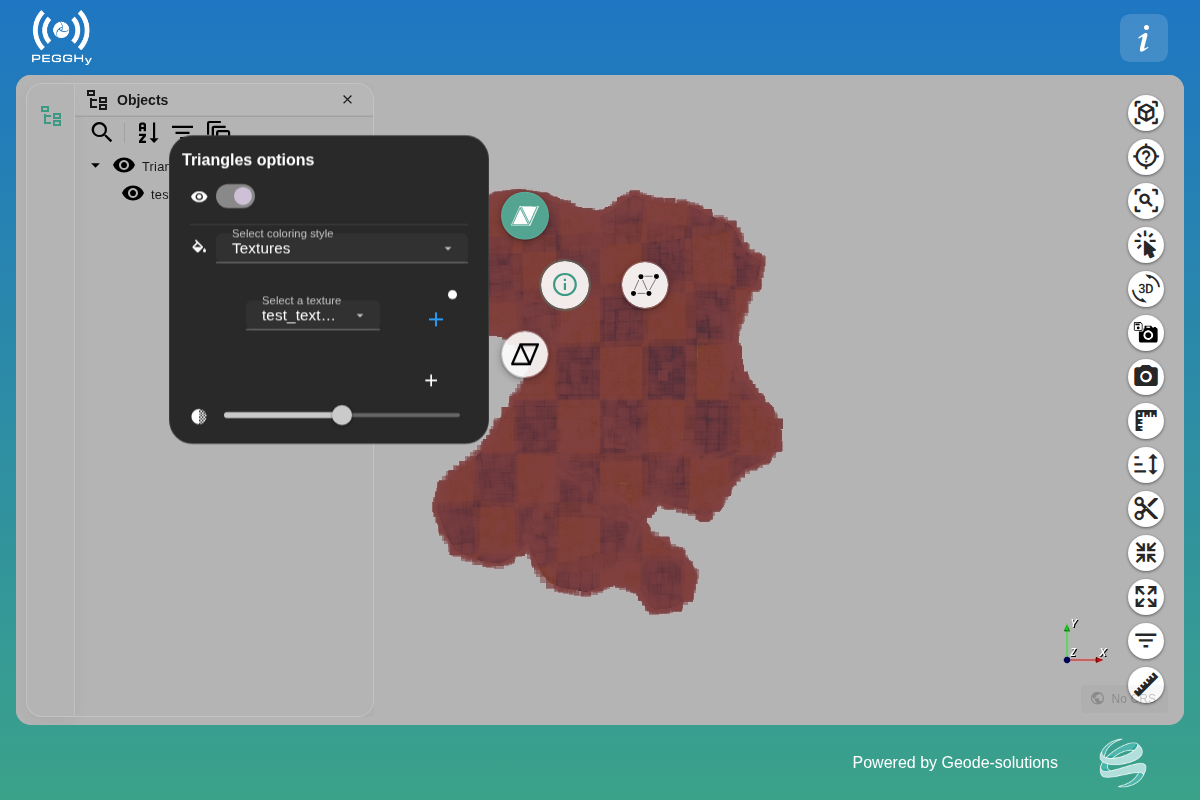 PEGGHy
i
Objects
A
Z
Trian
tes
Triangles options
Select coloring style
Textures
Select a texture
test_text...
3D
Y
Z
X
No CRS
Powered by Geode-solutions